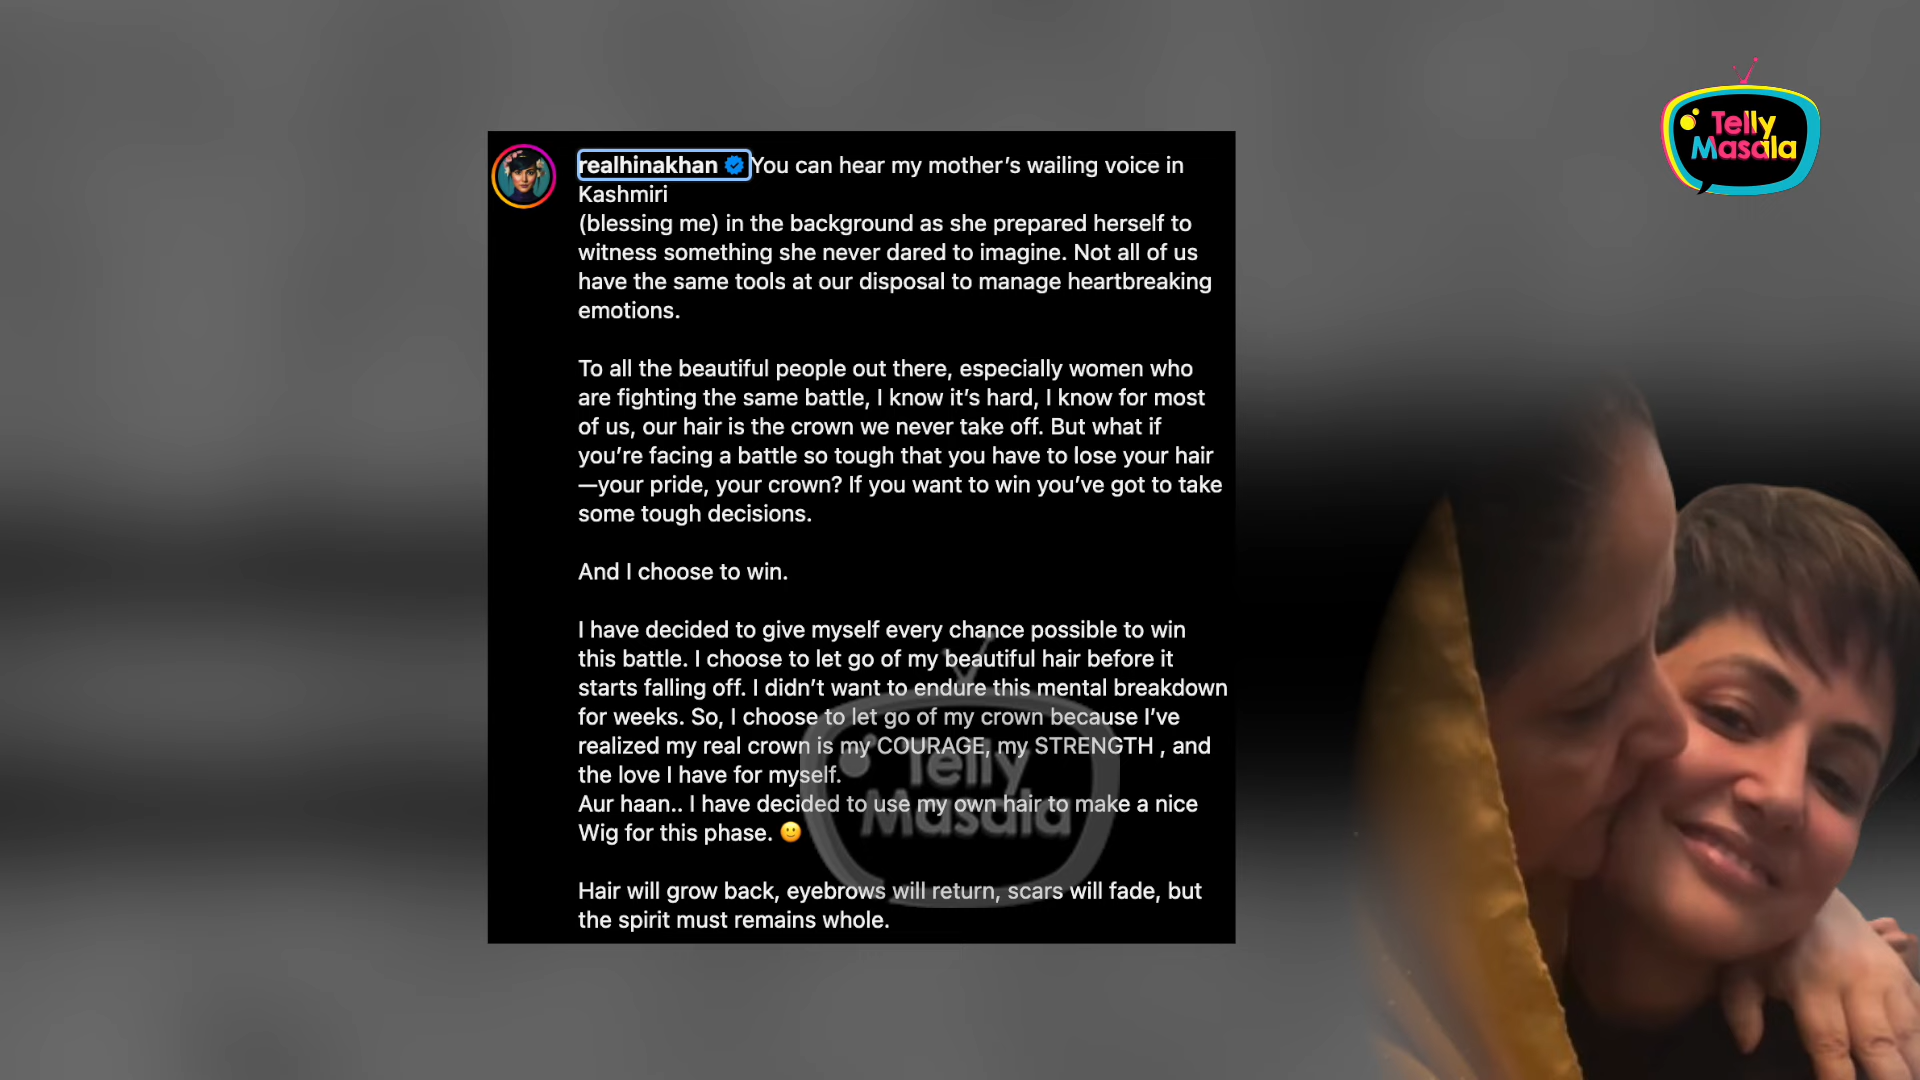 realhinakhan You can hear my mother’s wailing voice in
Kashmiri
(blessing me) in the background as she prepared herself to
witness something she never dared to imagine. Not all of us
have the same tools at our disposal to manage heartbreaking
emotions.
To all the beautiful people out there, especially women who
are fighting the same battle, I know it’s hard, I know for most
of us, our hair is the crown we never take off. But what if
you’re facing a battle so tough that you have to lose your hair
—your pride, your crown? If you want to win you’ve got to take
some tough decisions.
And I choose to win.
I have decided to give myself every chance possible to win
this battle. I choose to let go of my beautiful hair before it
starts falling off. I didn’t want to endure this mental breakdown
for weeks. So, I choose to let go of my crown because I’ve
realized my real crown is my COURAGE, my STRENGTH , and
the love I have for myself.
Aur haan.. I have decided to use my own hair to make a nice
Wig for this phase. 🙂
Hair will grow back, eyebrows will return, scars will fade, but
the spirit must remains whole.
Telly
Masala
Telly
Masala